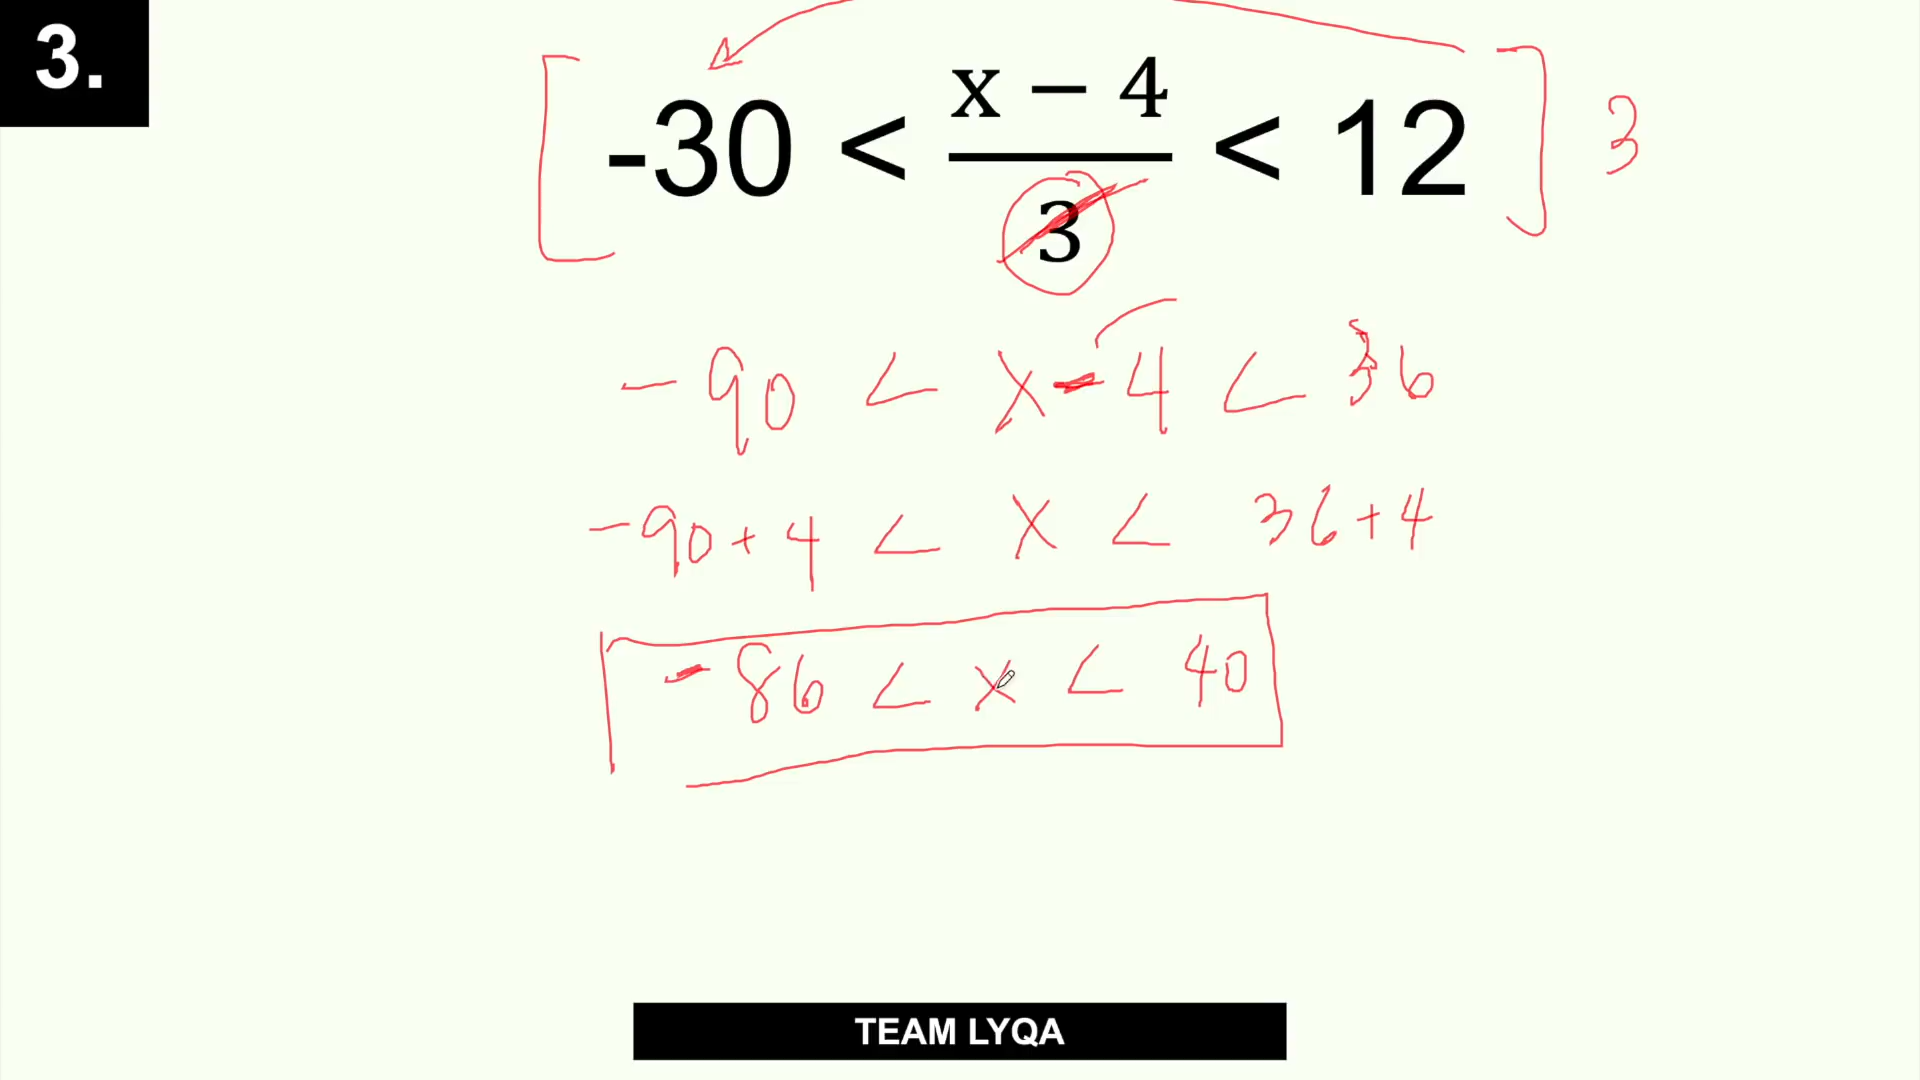 3.
[ -30 < x – 4 / 3 < 12 ] 3
- 90 < x - 4 < 36
- 90 + 4 < x < 36 + 4
- 86 < x < 40
TEAM LYQA